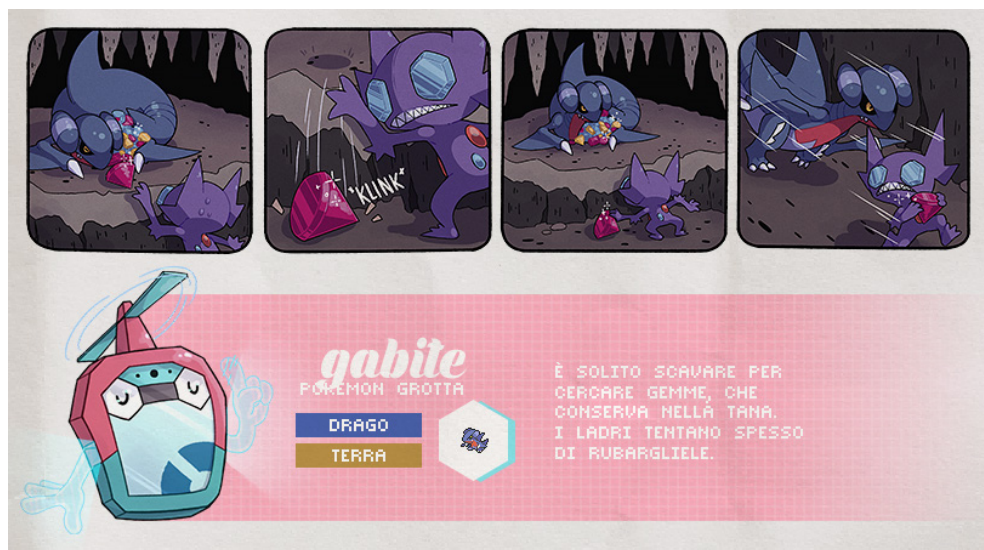 *KLINK*
gabite
POKÉMON GROTTA
DRAGO
TERRA
È SOLITO SCAVARE PER
CERCARE GEMME, CHE
CONSERVA NELLA TANA.
I LADRI TENTANO SPESSO
DI RUBARGLIELE.